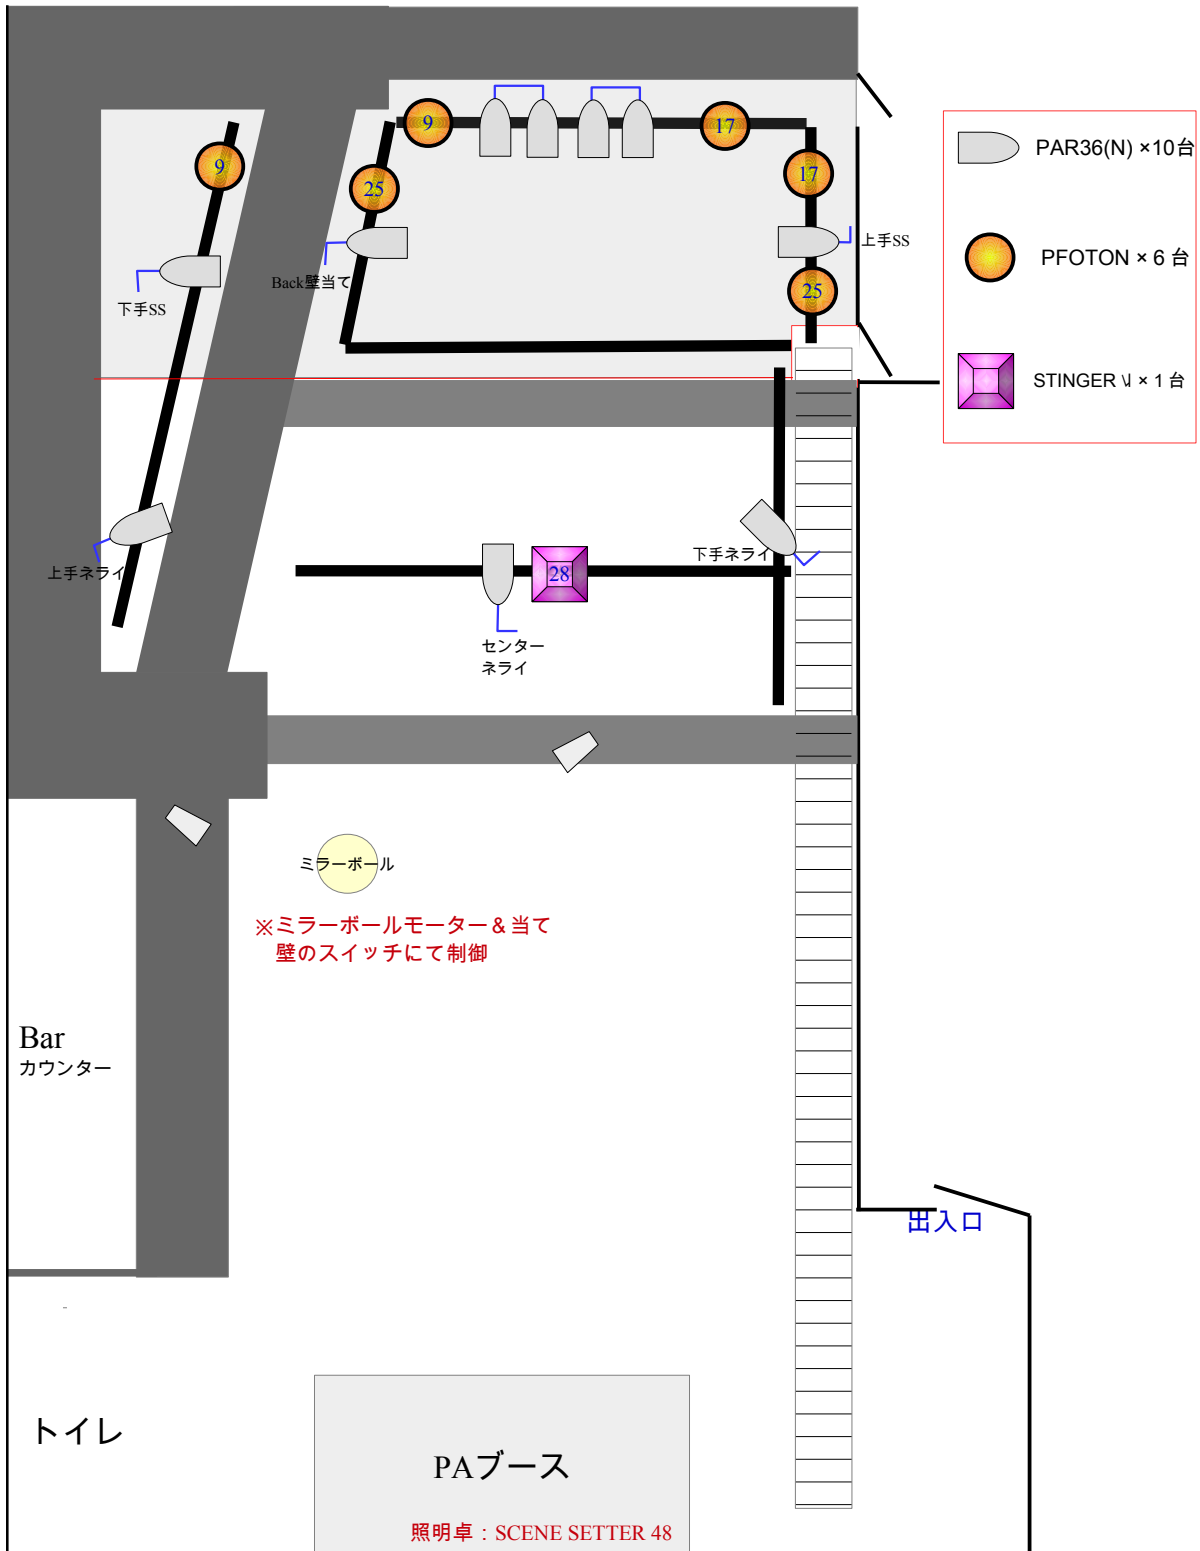 9
17
9
25
17
PAR36(N) ×10台
上手SS
Back壁当て
下手SS
25
PFOTON × 6 台
STINGER × 1 台
上手ネライ
下手ネライ
28
センター
ネライ
ミラーボール
※ミラーボールモーター＆当て
壁のスイッチにて制御
Bar
カウンター
出入口
トイレ
PAブース
照明卓：SCENE SETTER 48